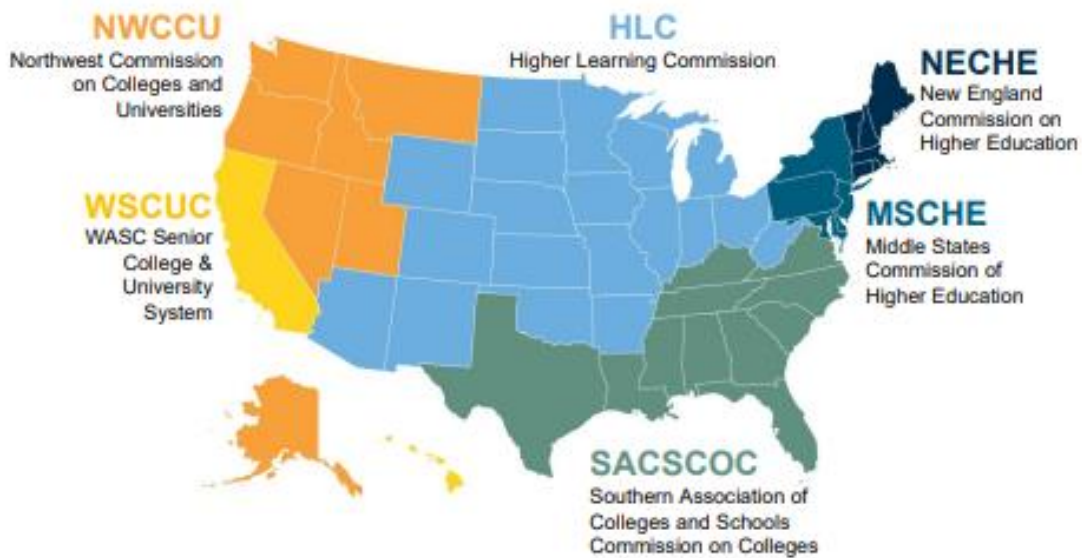 NWCCU
Northwest Commission
on Colleges and
Universities
HLC
Higher Learning Commission
NECHE
New England
Commission on
Higher Education
WSCUC
WASC Senior
College &
University
System
MSCHE
Middle States
Commission of
Higher Education
SACSCOC
Southern Association of
Colleges and Schools
Commission on Colleges